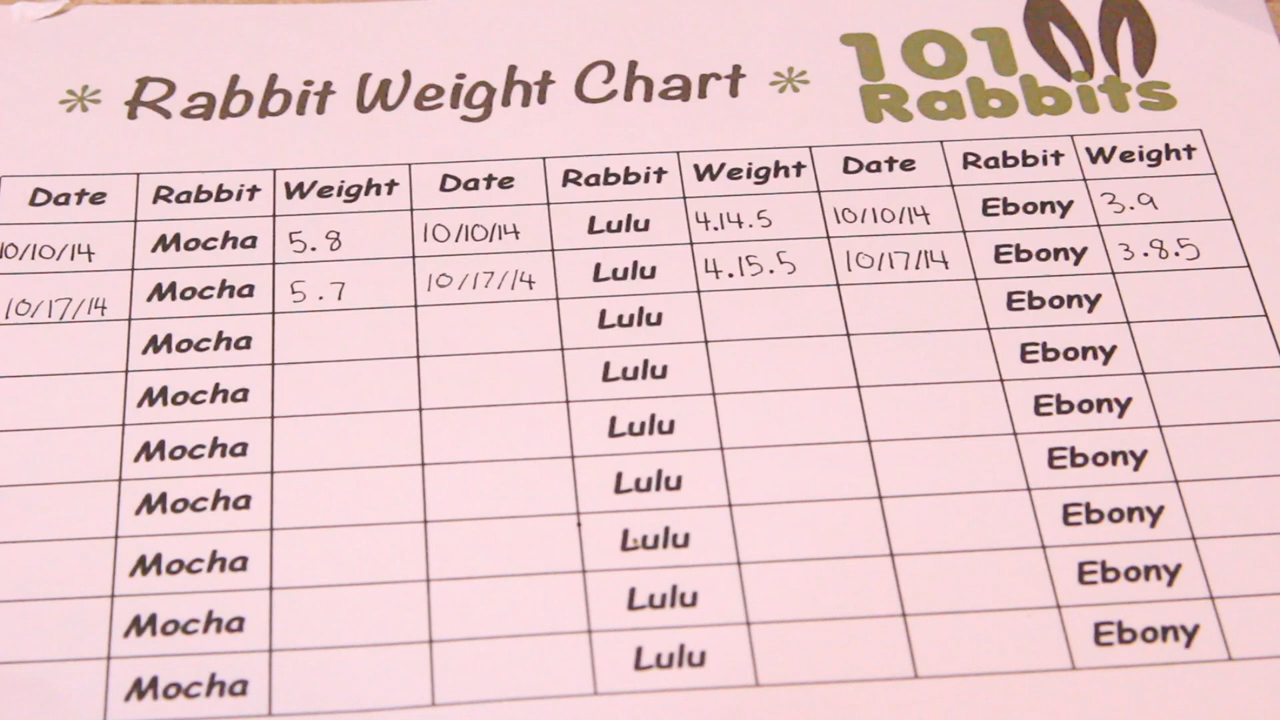 * Rabbit Weight Chart *
101
Rabbits
Date Rabbit Weight Date Rabbit Weight Date Rabbit Weight
10/10/14 Mocha 5.8 10/10/14 Lulu 4.14.5 10/10/14 Ebony 3.9
10/17/14 Mocha 5.7 10/17/14 Lulu 4.15.5 10/17/14 Ebony 3.8.5
Mocha Lulu Ebony
Mocha Lulu Ebony
Mocha Lulu Ebony
Mocha Lulu Ebony
Mocha Lulu Ebony
Mocha Lulu Ebony
Mocha Lulu Ebony